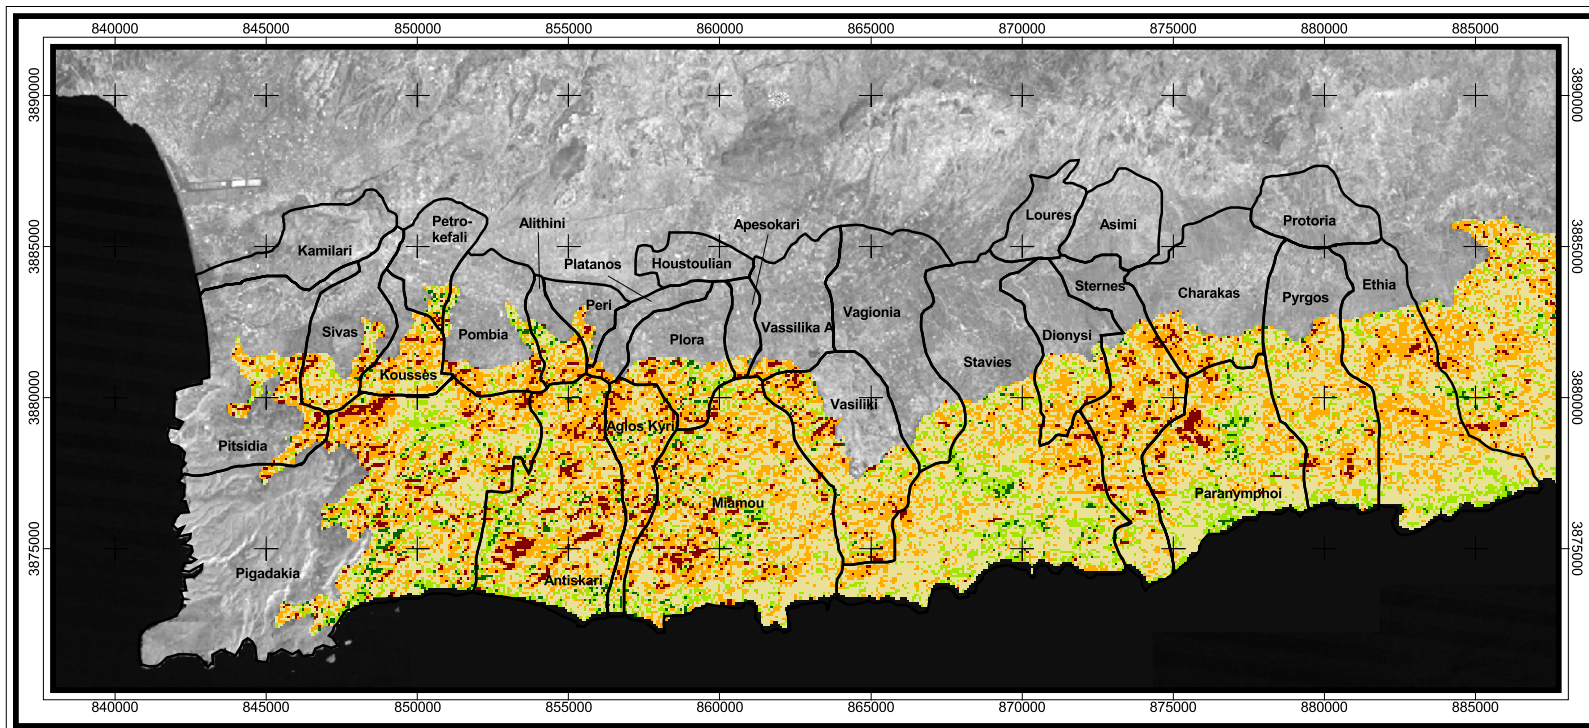 840000 845000 850000 855000 860000 865000 870000 875000 880000 885000
3890000 3890000
3885000 3885000
3880000 3880000
3875000 3875000
Kamilari
Petro-
kefali
Alithini
Apesokari
Loures
Asimi
Protoria
Platanos
Houstoulian
Peri
Sternes
Charakas
Pyrgos
Ethia
Sivas
Pombia
Plora
Vassilika A
Vagionia
Dionysi
Stavies
Kousses
Vasiliki
Pitsidia
Aglos Kyri
Miamou
Paranymphoi
Pigadakia
Antiskari
840000 845000 850000 855000 860000 865000 870000 875000 880000 885000